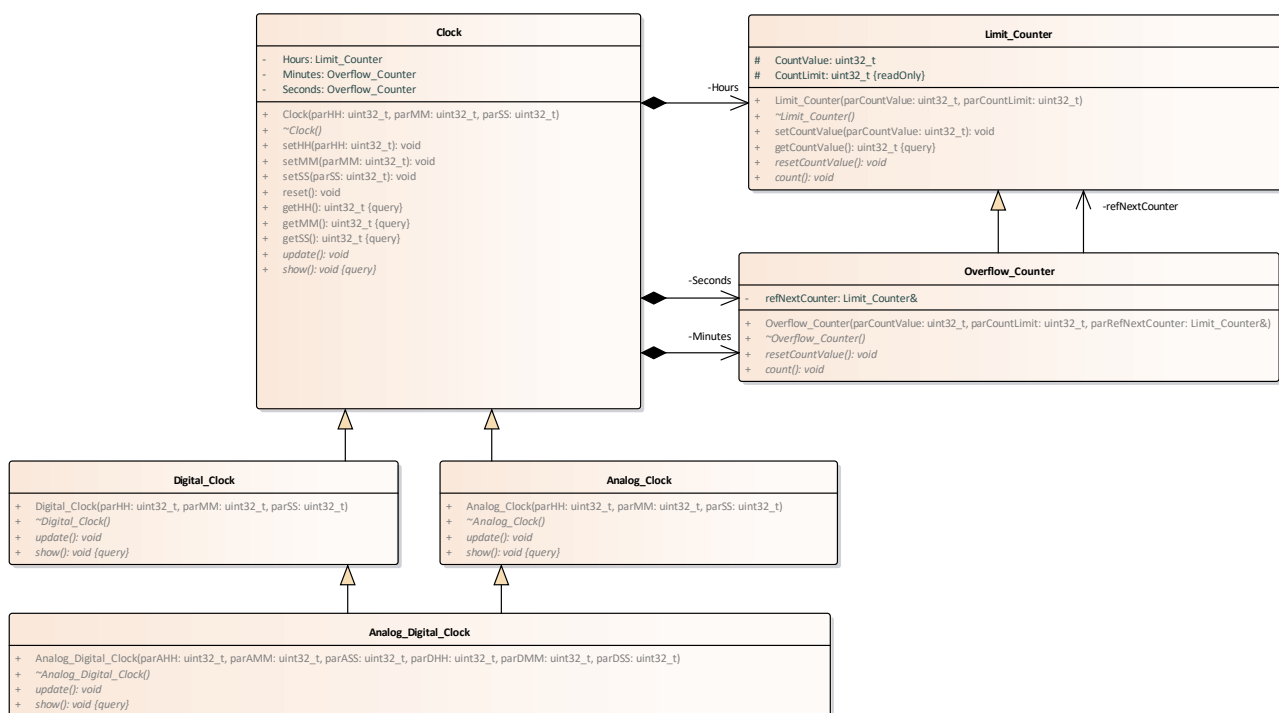 Clock
- Hours: Limit_Counter
- Minutes: Overflow_Counter
- Seconds: Overflow_Counter
+ Clock(parHH: uint32_t, parMM: uint32_t, parSS: uint32_t)
+ ~Clock()
+ setHH(parHH: uint32_t): void
+ setMM(parMM: uint32_t): void
+ setSS(parSS: uint32_t): void
+ reset(): void
+ getHH(): uint32_t {query}
+ getMM(): uint32_t {query}
+ getSS(): uint32_t {query}
+ update(): void
+ show(): void {query}
-Hours
-Seconds
-Minutes
Limit_Counter
# CountValue: uint32_t
# CountLimit: uint32_t {readOnly}
+ Limit_Counter(parCountValue: uint32_t, parCountLimit: uint32_t)
+ ~Limit_Counter()
+ setCountValue(parCountValue: uint32_t): void
+ getCountValue(): uint32_t {query}
+ resetCountValue(): void
+ count(): void
-refNextCounter
Overflow_Counter
- refNextCounter: Limit_Counter&
+ Overflow_Counter(parCountValue: uint32_t, parCountLimit: uint32_t, parRefNextCounter: Limit_Counter&)
+ ~Overflow_Counter()
+ resetCountValue(): void
+ count(): void
Digital_Clock
+ Digital_Clock(parHH: uint32_t, parMM: uint32_t, parSS: uint32_t)
+ ~Digital_Clock()
+ update(): void
+ show(): void {query}
Analog_Clock
+ Analog_Clock(parHH: uint32_t, parMM: uint32_t, parSS: uint32_t)
+ ~Analog_Clock()
+ update(): void
+ show(): void {query}
Analog_Digital_Clock
+ Analog_Digital_Clock(parAHH: uint32_t, parAMM: uint32_t, parASS: uint32_t, parDHH: uint32_t, parDMM: uint32_t, parDSS: uint32_t)
+ ~Analog_Digital_Clock()
+ update(): void
+ show(): void {query}